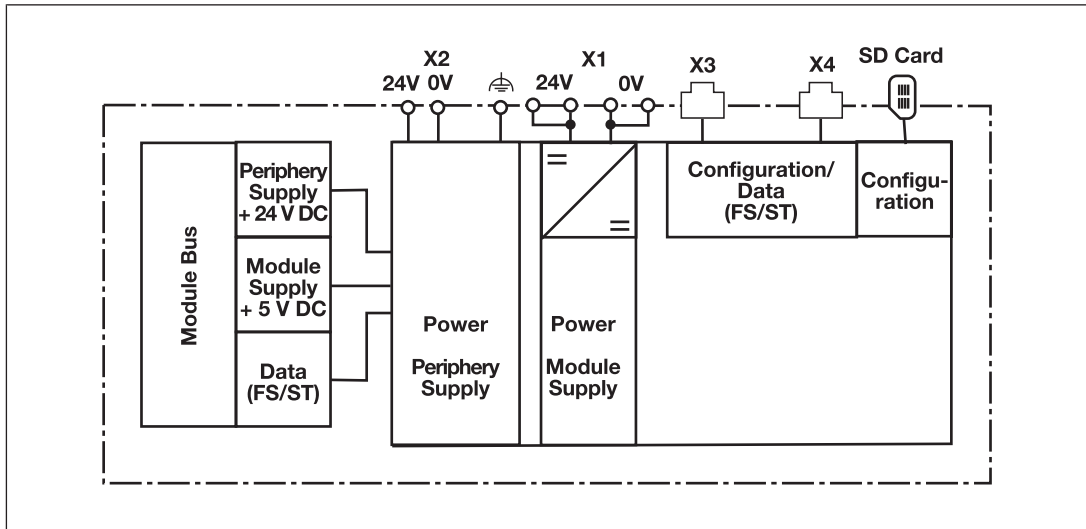 X2
24V 0V
X1
24V
0V
X3
X4
SD Card
Module Bus
Periphery
Supply
+ 24 V DC
Module
Supply
+ 5 V DC
Data
(FS/ST)
Power
Periphery
Supply
Power
Module
Supply
Configuration/
Data
(FS/ST)
Configu-
ration